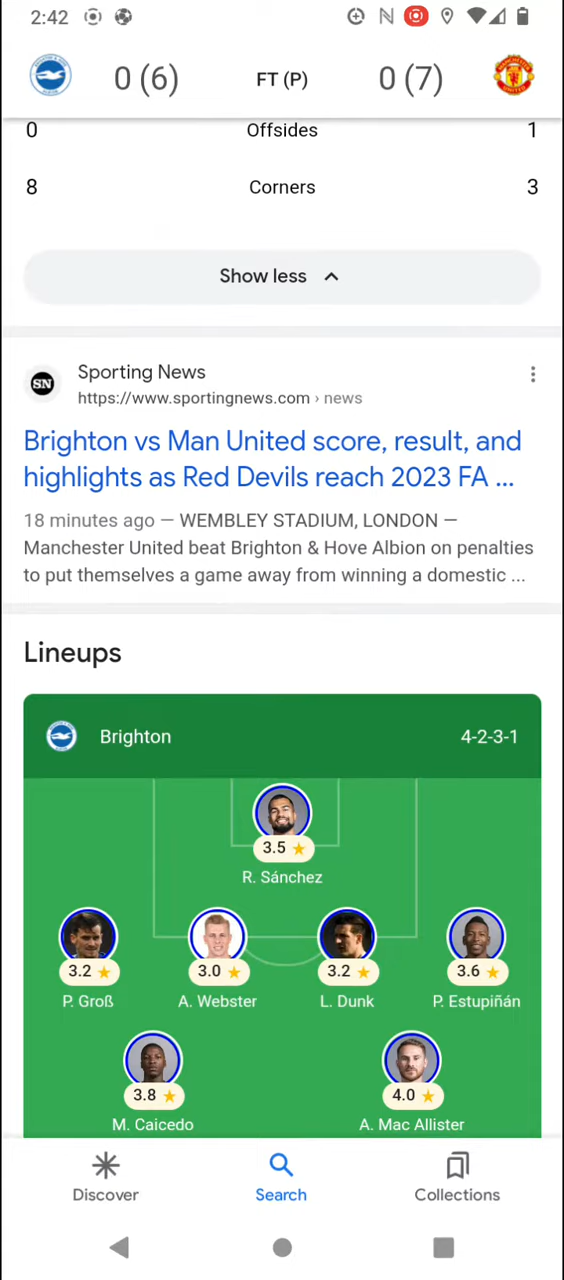 2:42
0 (6) FT (P) 0 (7)
0 Offsides 1
8 Corners 3
Show less
SN Sporting News
https://www.sportingnews.com › news
Brighton vs Man United score, result, and
highlights as Red Devils reach 2023 FA ...
18 minutes ago — WEMBLEY STADIUM, LONDON —
Manchester United beat Brighton & Hove Albion on penalties
to put themselves a game away from winning a domestic ...
Lineups
Brighton 4-2-3-1
3.5
R. Sánchez
3.2 3.0 3.2 3.6
P. Groß A. Webster L. Dunk P. Estupiñán
3.8 4.0
M. Caicedo A. Mac Allister
Discover Search Collections